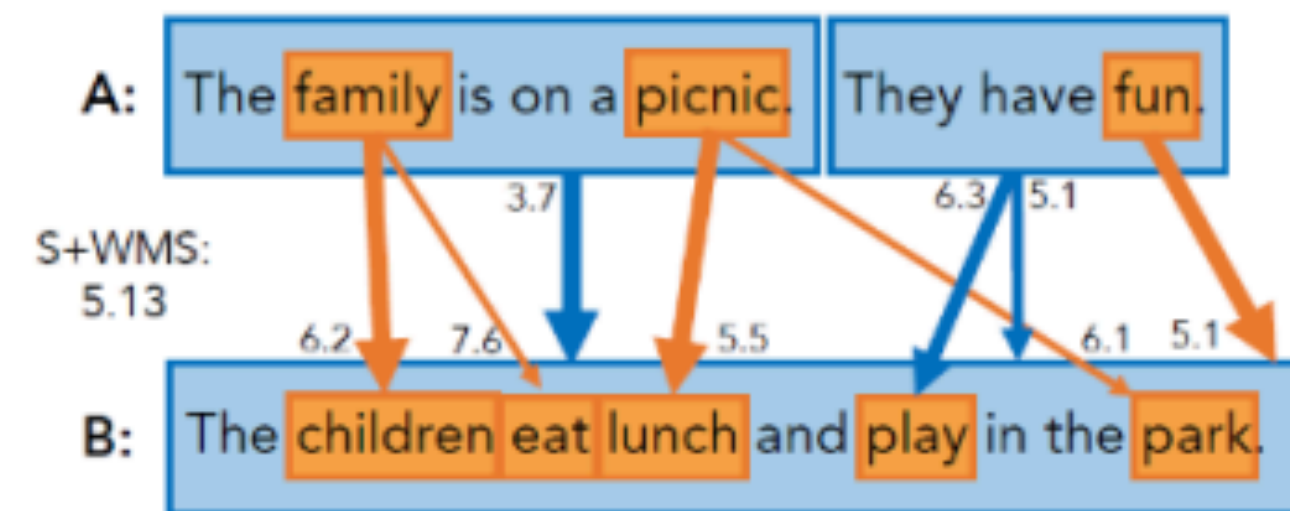 A: The family is on a picnic. They have fun.
3.7 6.3 5.1
S+WMS:
5.13
6.2 7.6 5.5 6.1 5.1
B: The children eat lunch and play in the park.